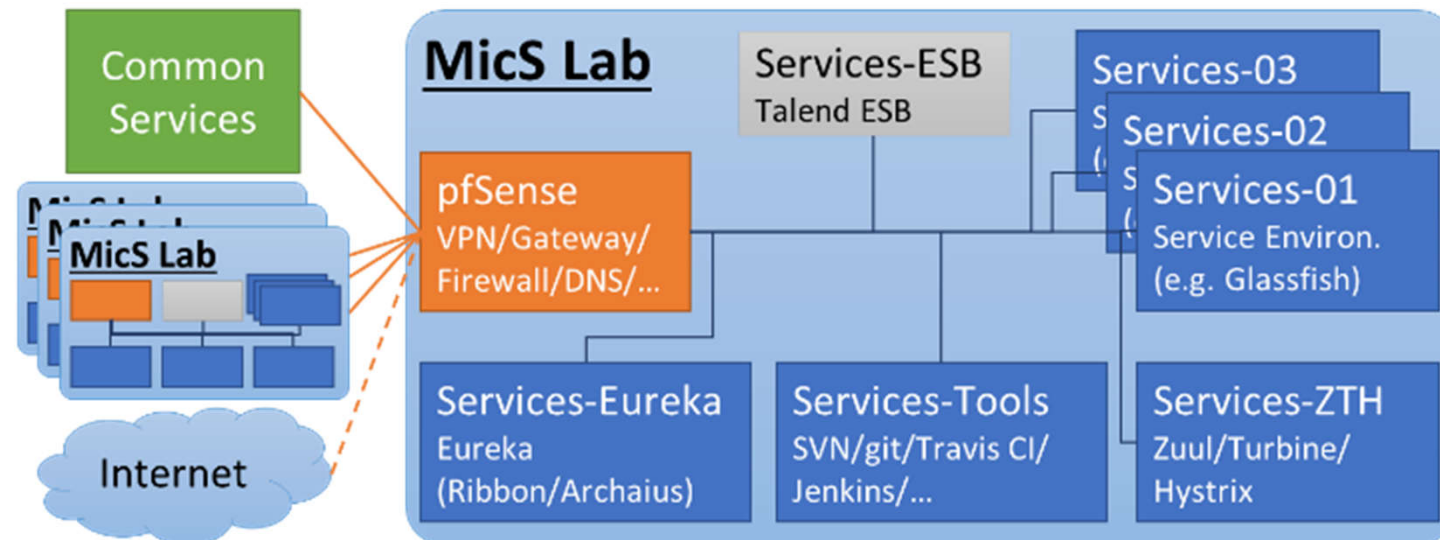 Common
Services
MicS Lab
Internet
MicS Lab
pfSense
VPN/Gateway/
Firewall/DNS/...
Services-ESB
Talend ESB
Services-03
Services-02
Services-01
Service Environ.
(e.g. Glassfish)
Services-Eureka
Eureka
(Ribbon/Archaius)
Services-Tools
SVN/git/Travis CI/
Jenkins/...
Services-ZTH
Zuul/Turbine/
Hystrix